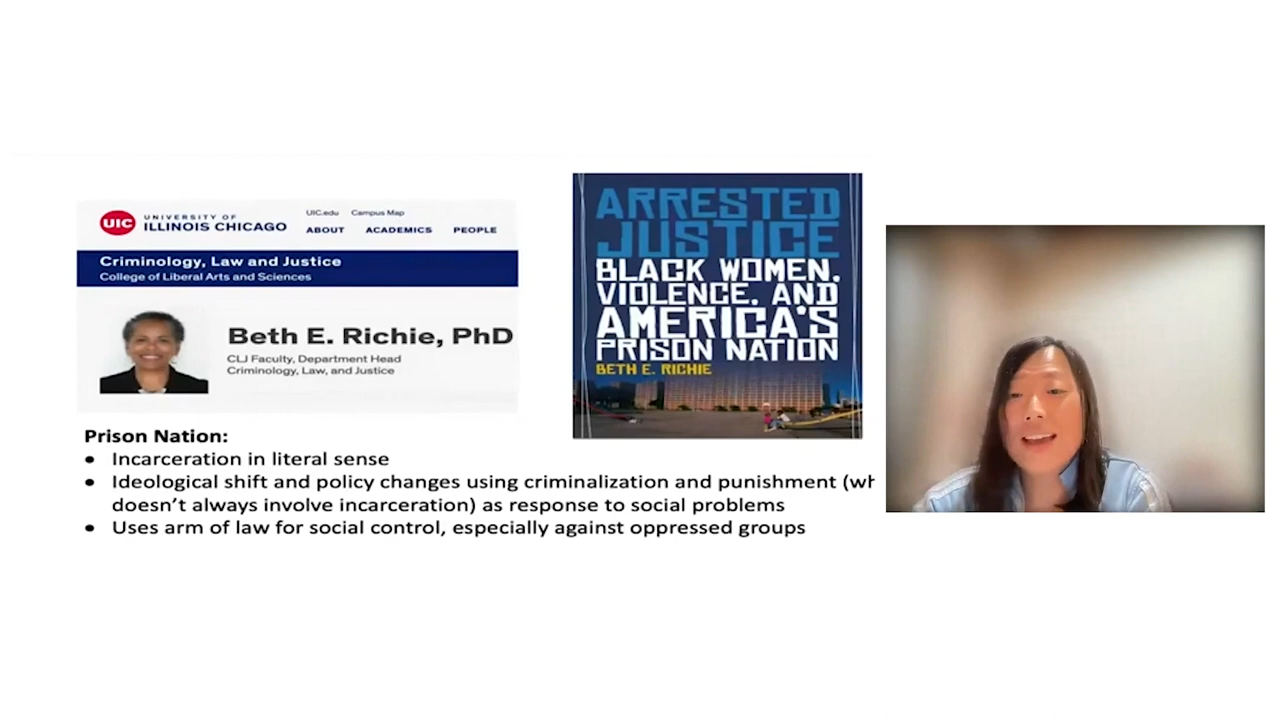 UIC
UNIVERSITY OF
ILLINOIS CHICAGO
UIC.edu Campus Map
ABOUT ACADEMICS PEOPLE
Criminology, Law and Justice
College of Liberal Arts and Sciences
Beth E. Richie, PhD
CLJ Faculty, Department Head
Criminology, Law, and Justice
ARRESTED
JUSTICE
BLACK WOMEN,
VIOLENCE, AND
AMERICA'S
PRISON NATION
BETH E. RICHIE
Prison Nation:
• Incarceration in literal sense
• Ideological shift and policy changes using criminalization and punishment (wh
doesn't always involve incarceration) as response to social problems
• Uses arm of law for social control, especially against oppressed groups